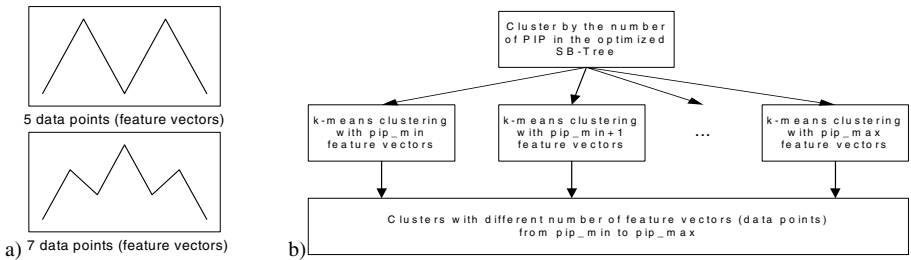 5 data points (feature vectors)
7 data points (feature vectors)
a)
Cluster by the number
of PIP in the optimized
SB-Tree
k-means clustering
with pip_min
feature vectors
k-means clustering
with pip_min+1
feature vectors
...
k-means clustering
with pip_max
feature vectors
Clusters with different number of feature vectors (data points)
from pip_min to pip_max
b)